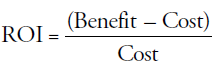 ROI = (Benefit – Cost)
Cost